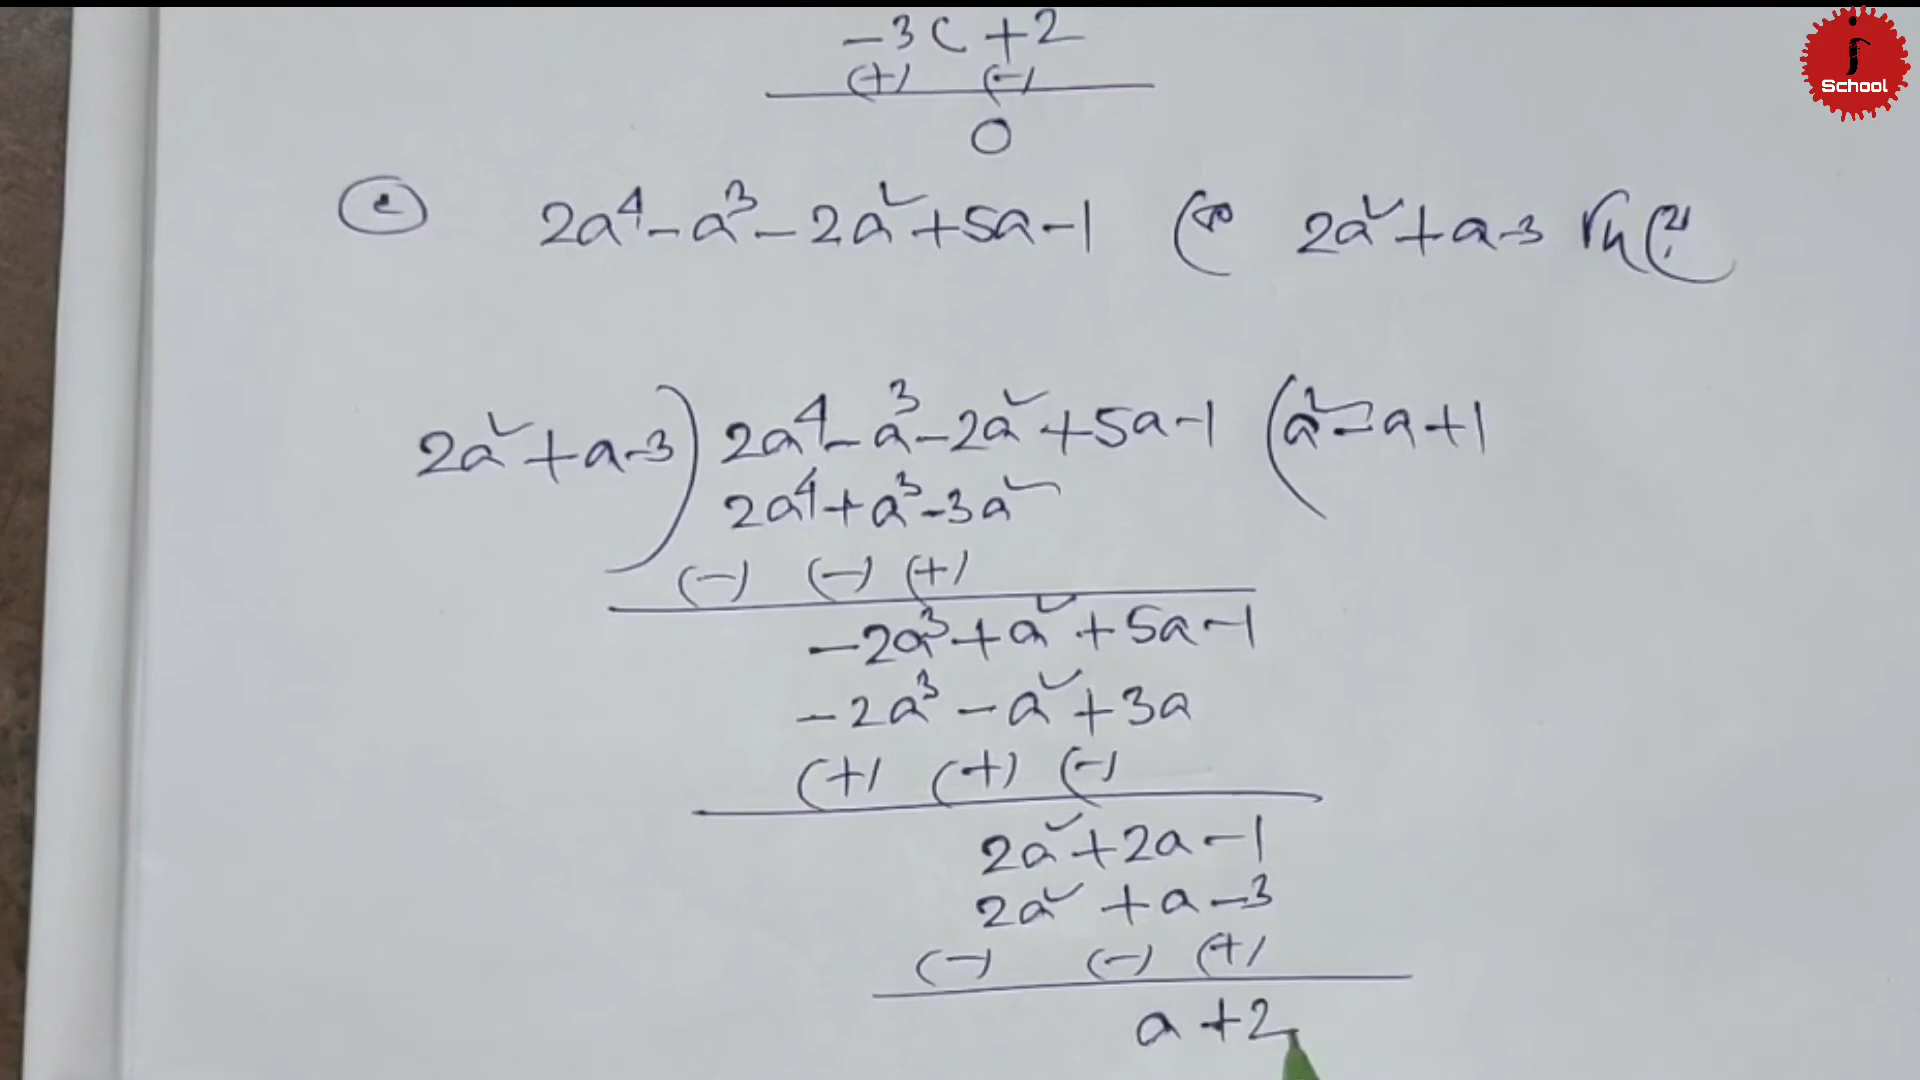 -3c +2
(+) (-)
0
2a⁴-a³-2a²+5a-1 2a²+a-3
2a²+a-3) 2a⁴-a³-2a²+5a-1 (a²-a+1
2a⁴+a³-3a²
(-) (-) (+)
-2a³+a²+5a-1
-2a³-a²+3a
(+) (+) (-)
2a²+2a-1
2a²+a-3
(-) (-) (+)
a+2
School